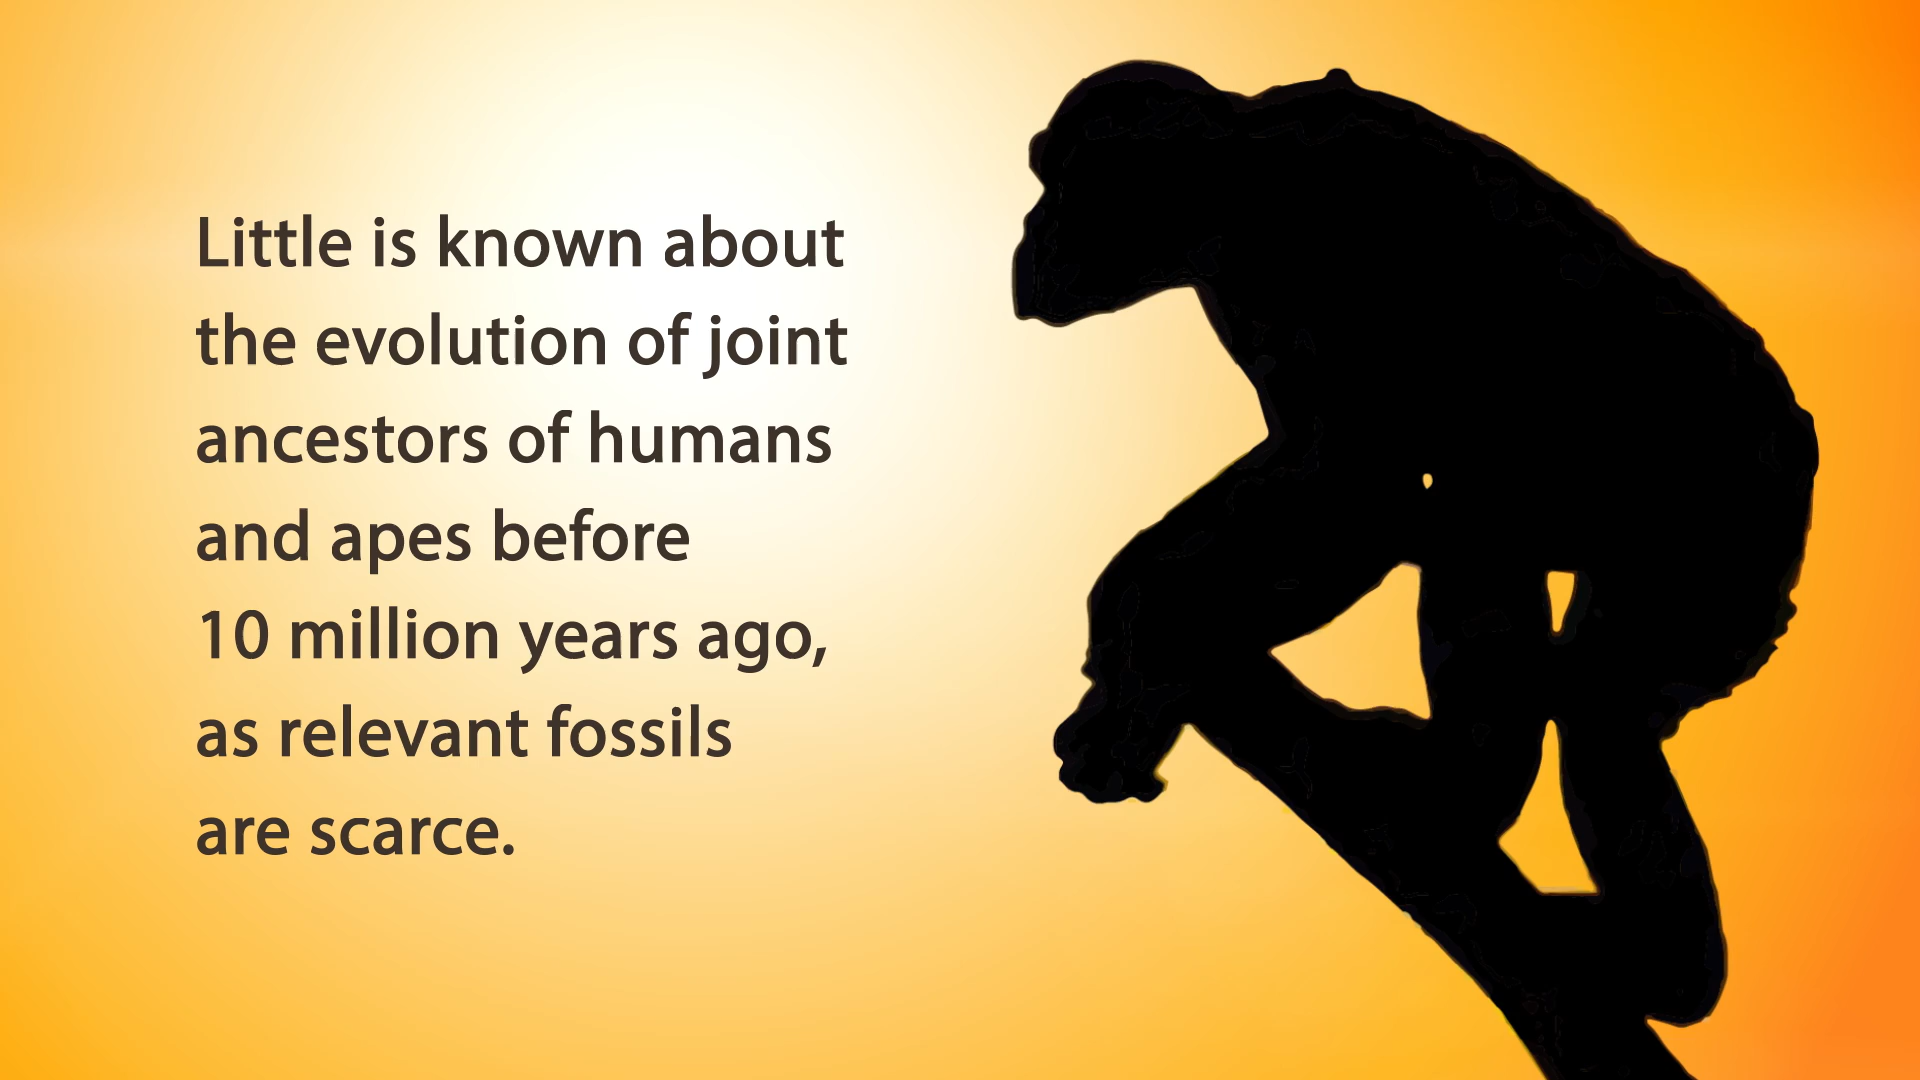 Little is known about
the evolution of joint
ancestors of humans
and apes before
10 million years ago,
as relevant fossils
are scarce.